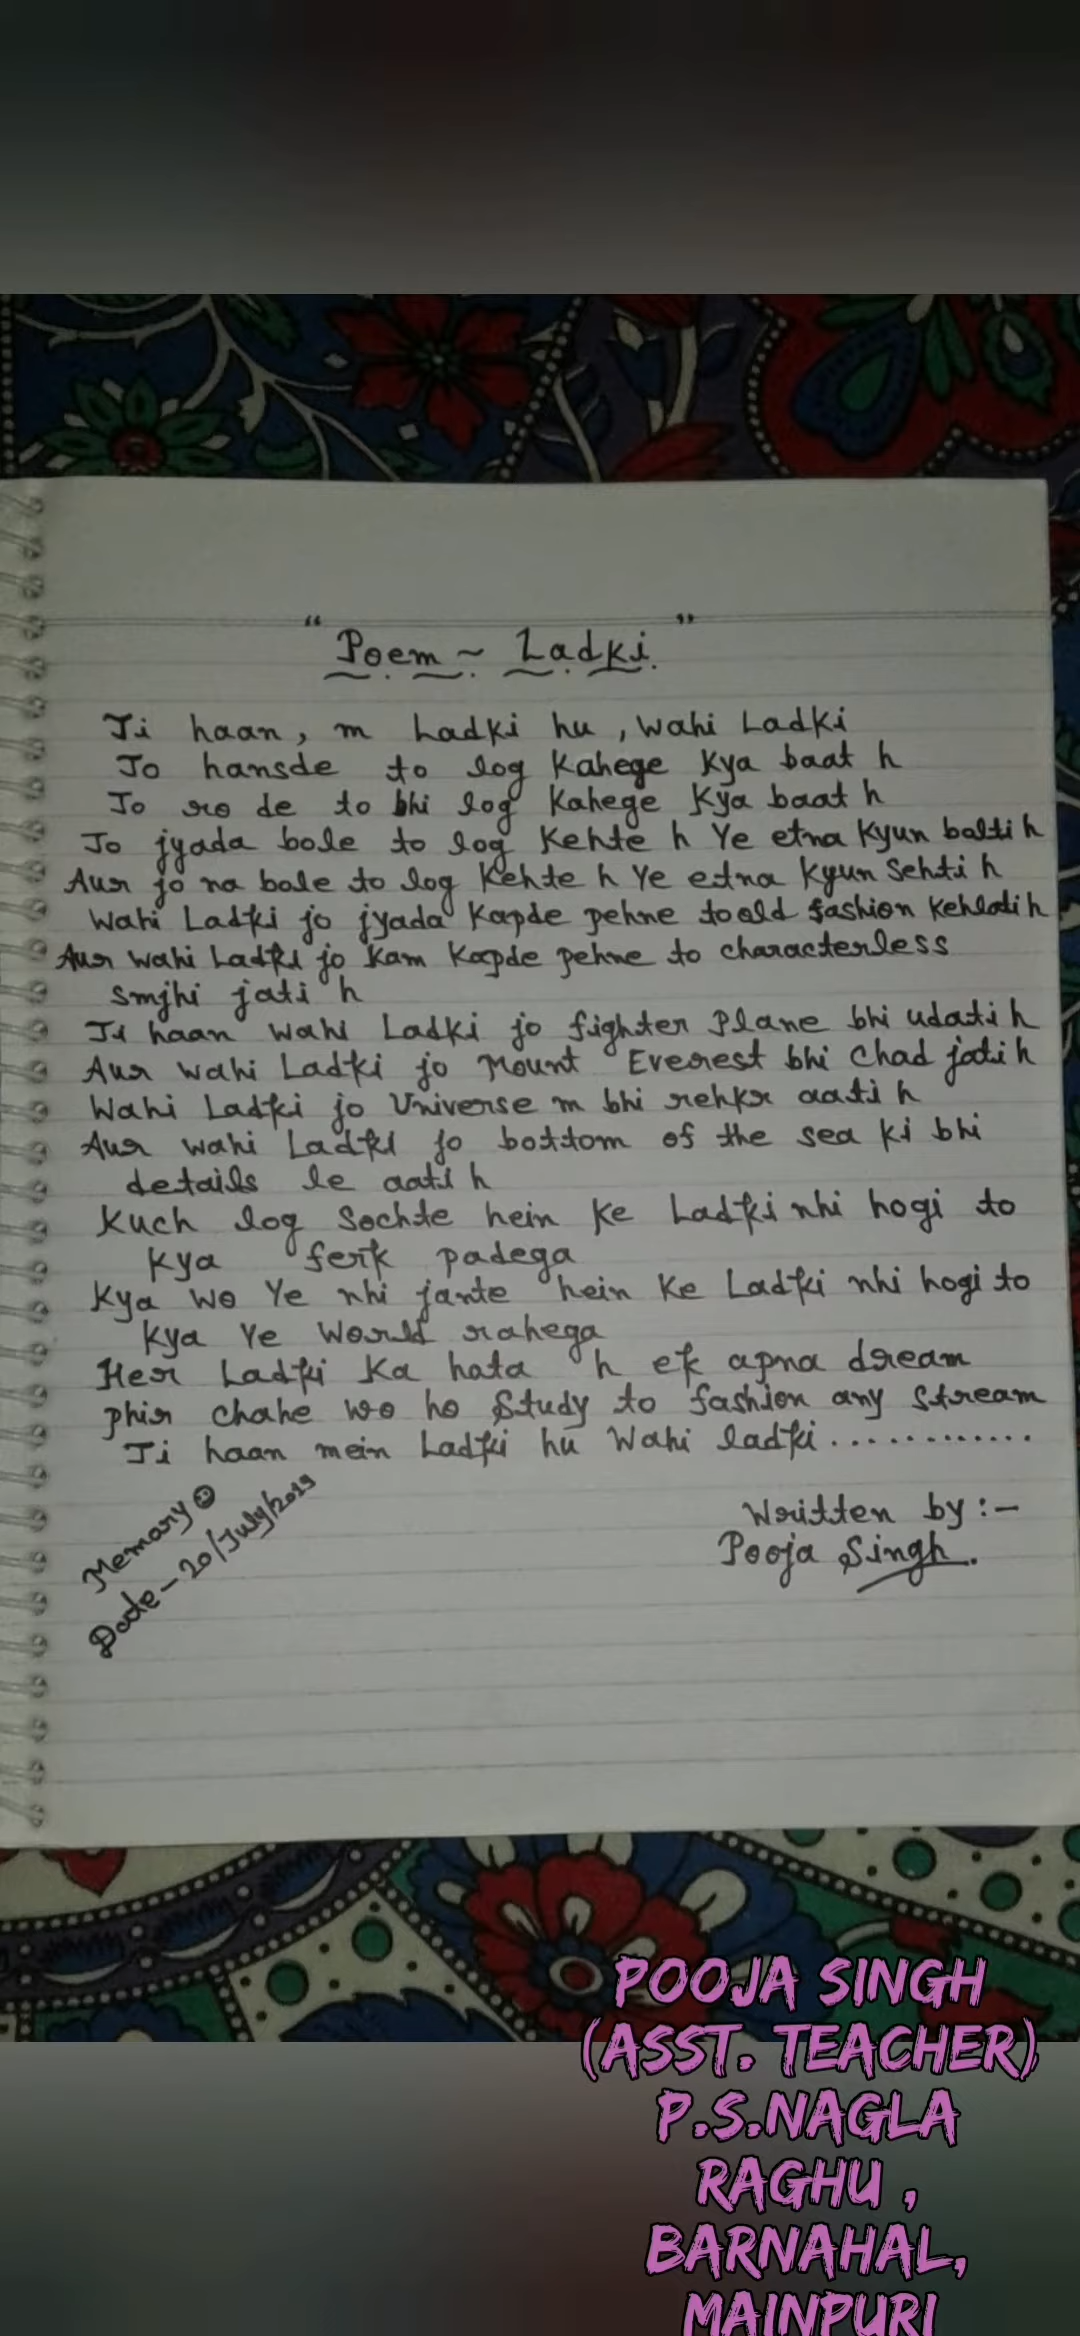 " Poem ~ Ladki "
Ji haan, m Ladki hu, wahi Ladki
Jo hansde to log Kahege Kya baat h
Jo ro de to bhi log Kahege Kya baat h
Jo jyada bole to log Kehte h Ye etna Kyun bolti h
Aur jo na bole to log Kehte h Ye etna Kyun Sehti h
Wahi Ladki jo jyada Kapde pehne to old fashion Kehlati h
Aur wahi Ladki jo Kam Kapde pehne to characterless
Smjhi jati h
Ji haan wahi Ladki jo fighter Plane bhi udati h
Aur wahi Ladki jo Mount Everest bhi Chad jati h
Wahi Ladki jo Universe m bhi rehkr aati h
Aur wahi Ladki jo bottom of the sea ki bhi
details le aati h
Kuch log Sochte hein Ke Ladki nhi hogi to
Kya ferk padega
Kya wo Ye nhi jante hein Ke Ladki nhi hogi to
Kya Ye World rahega
Her Ladki Ka hota h ek apna dream
Phir chahe wo ho Study to fashion any Stream
Ji haan mein Ladki hu Wahi ladki............
Memory ☺
Date - 20/July/2019
Written by :-
Pooja Singh.
POOJA SINGH
(ASST. TEACHER)
P.S.NAGLA
RAGHU ,
BARNAHAL,
MAINPURI